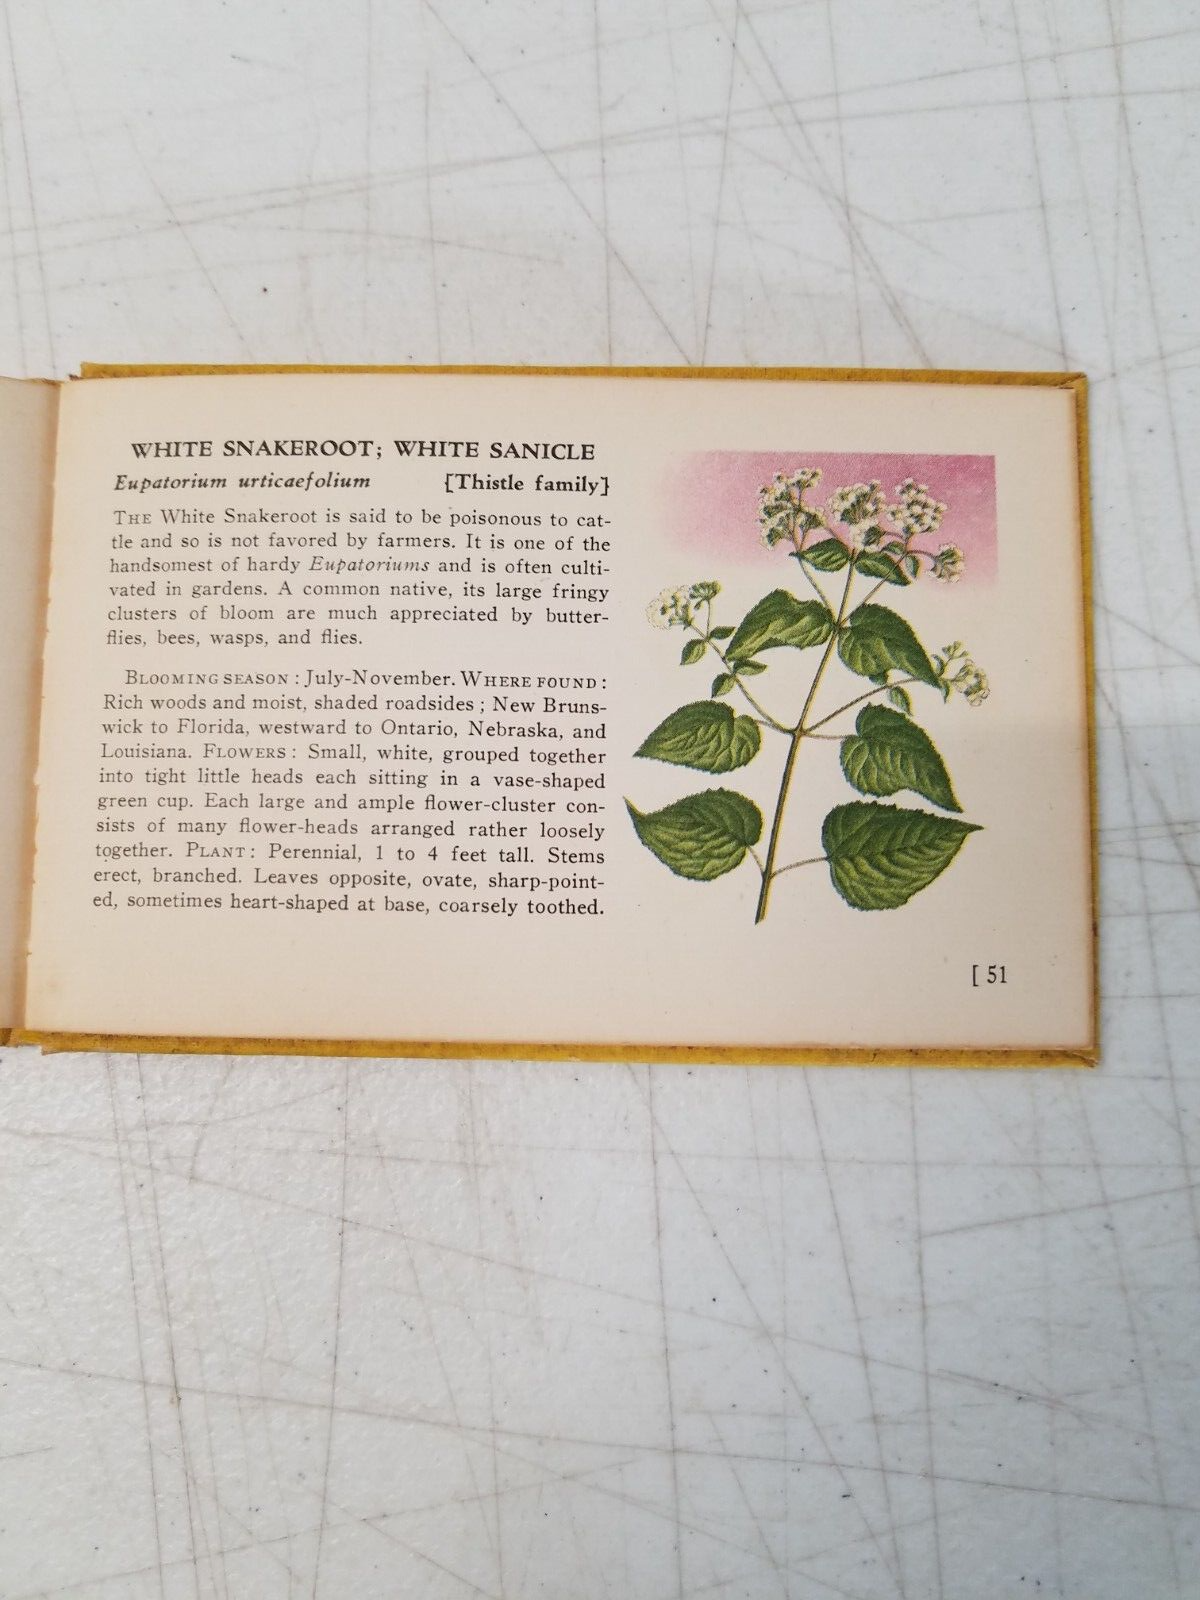 WHITE SNAKEROOT; WHITE SANICLE
Eupatorium urticaefolium [Thistle family]
THE White Snakeroot is said to be poisonous to cat-
tle and so is not favored by farmers. It is one of the
handsomest of hardy Eupatoriums and is often culti-
vated in gardens. A common native, its large fringy
clusters of bloom are much appreciated by butter-
flies, bees, wasps, and flies.
BLOOMING SEASON: July-November. WHERE FOUND:
Rich woods and moist, shaded roadsides; New Bruns-
wick to Florida, westward to Ontario, Nebraska, and
Louisiana. FLOWERS: Small, white, grouped together
into tight little heads each sitting in a vase-shaped
green cup. Each large and ample flower-cluster con-
sists of many flower-heads arranged rather loosely
together. PLANT: Perennial, 1 to 4 feet tall. Stems
erect, branched. Leaves opposite, ovate, sharp-point-
ed, sometimes heart-shaped at base, coarsely toothed.
[ 51